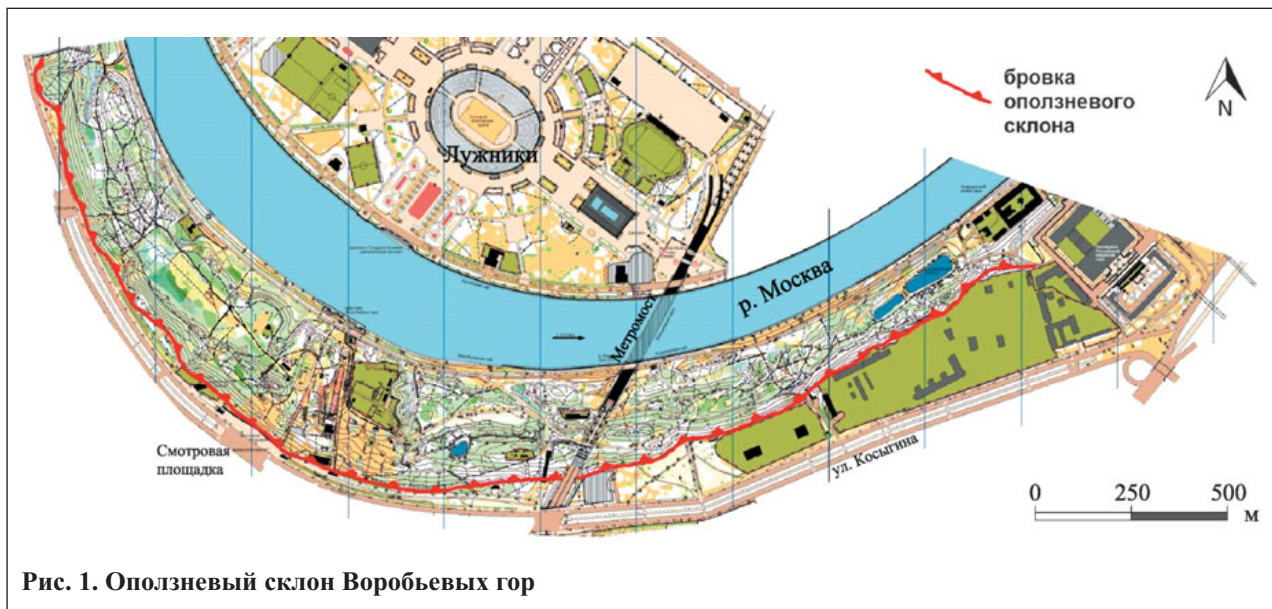 бровка
оползневого
склона
N
Лужники
р. Москва
Метромост
Смотровая
площадка
ул. Косыгина
0 250 500
м
Рис. 1. Оползневый склон Воробьевых гор